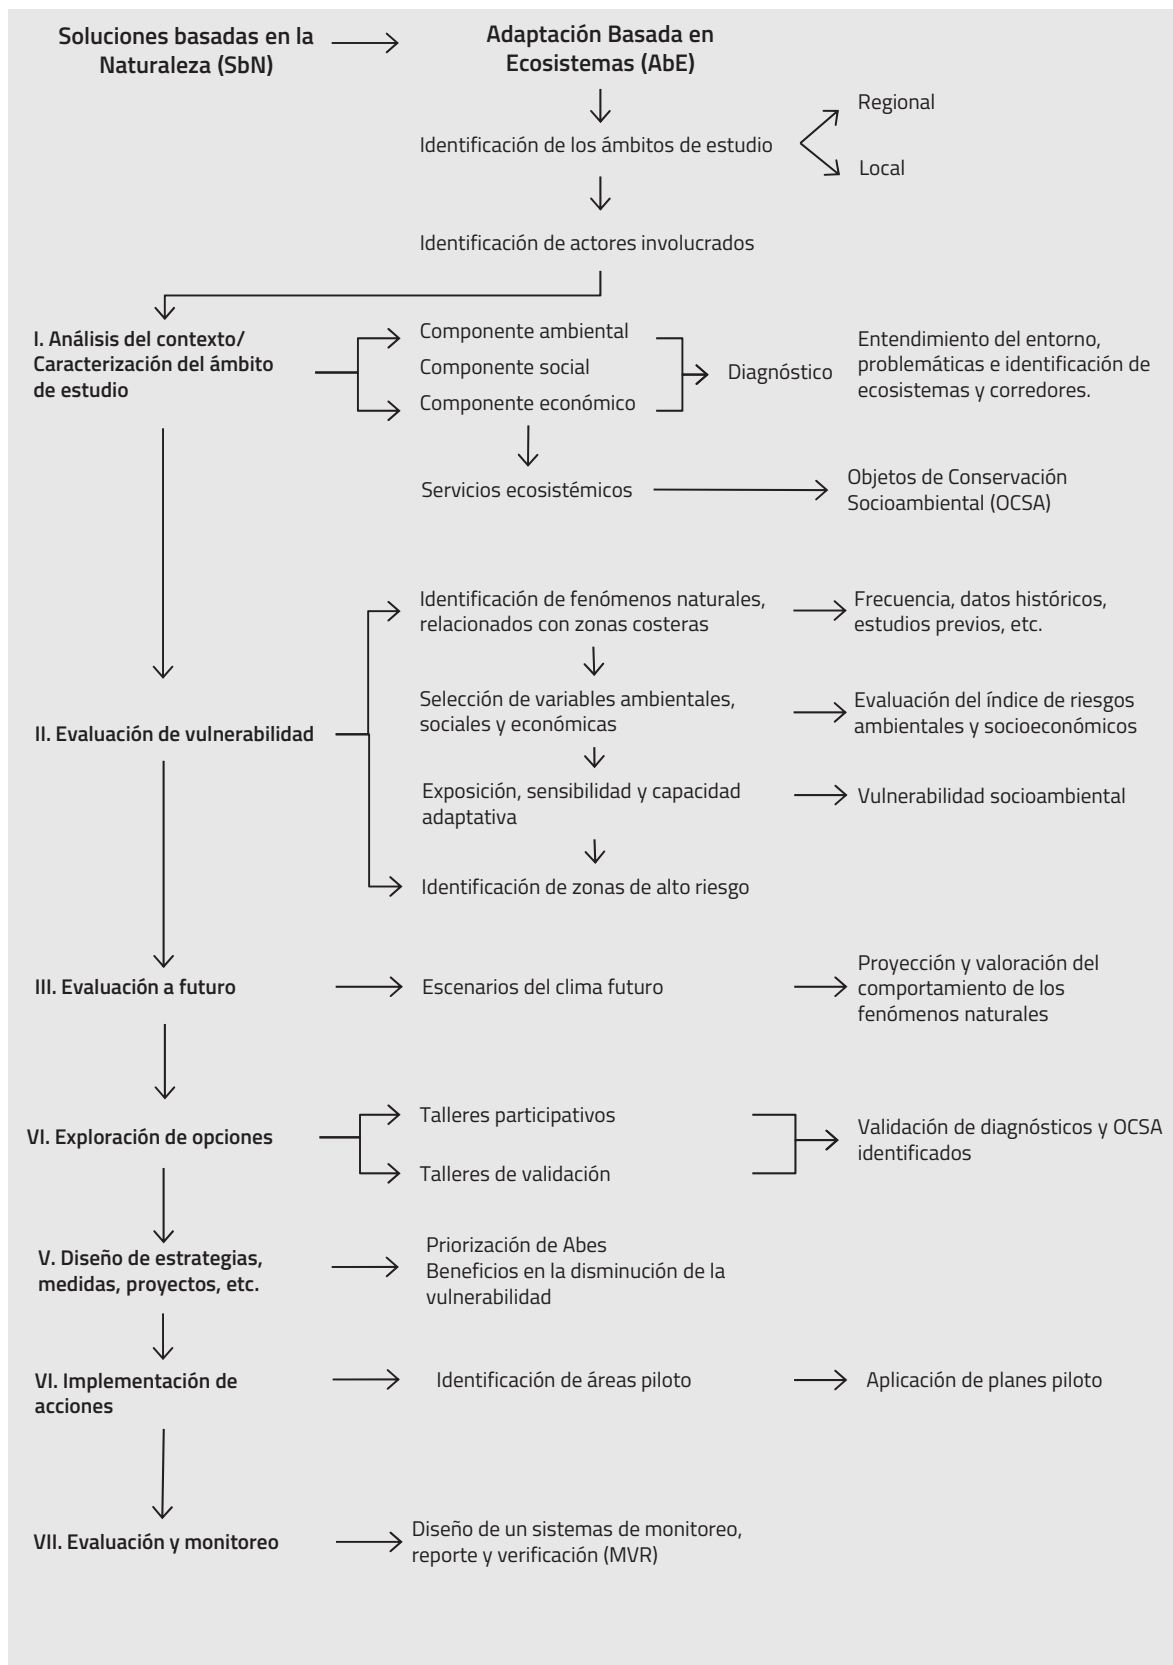 Soluciones basadas en la
Naturaleza (SbN)
Adaptación Basada en
Ecosistemas (AbE)
Identificación de los ámbitos de estudio
Regional
Local
Identificación de actores involucrados
I. Análisis del contexto/
Caracterización del ámbito
de estudio
Componente ambiental
Componente social
Componente económico
Diagnóstico
Entendimiento del entorno,
problemáticas e identificación de
ecosistemas y corredores.
Servicios ecosistémicos
Objetos de Conservación
Socioambiental (OCSA)
II. Evaluación de vulnerabilidad
Identificación de fenómenos naturales,
relacionados con zonas costeras
Frecuencia, datos históricos,
estudios previos, etc.
Selección de variables ambientales,
sociales y económicas
Evaluación del índice de riesgos
ambientales y socioeconómicos
Exposición, sensibilidad y capacidad
adaptativa
Vulnerabilidad socioambiental
Identificación de zonas de alto riesgo
III. Evaluación a futuro
Escenarios del clima futuro
Proyección y valoración del
comportamiento de los
fenómenos naturales
VI. Exploración de opciones
Talleres participativos
Talleres de validación
Validación de diagnósticos y OCSA
identificados
V. Diseño de estrategias,
medidas, proyectos, etc.
Priorización de Abes
Beneficios en la disminución de la
vulnerabilidad
VI. Implementación de
acciones
Identificación de áreas piloto
Aplicación de planes piloto
VII. Evaluación y monitoreo
Diseño de un sistemas de monitoreo,
reporte y verificación (MVR)